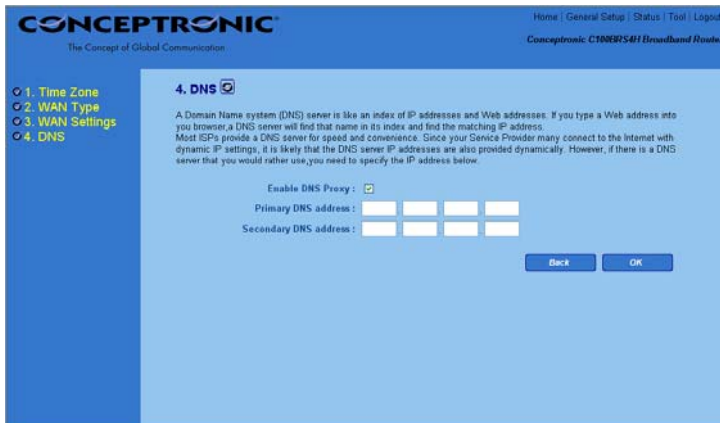 CONCEPTRONIC
The Concept of Global Communication
Home | General Setup | Status | Tool | Logout
Conceptronic C100BRS4H Broadband Route
1. Time Zone
2. WAN Type
3. WAN Settings
4. DNS
4. DNS
A Domain Name system (DNS) server is like an index of IP addresses and Web addresses. If you type a Web address into
you browser,a DNS server will find that name in its index and find the matching IP address.
Most ISPs provide a DNS server for speed and convenience. Since your Service Provider many connect to the Internet with
dynamic IP settings, it is likely that the DNS server IP addresses are also provided dynamically. However, if there is a DNS
server that you would rather use,you need to specify the IP address below.
Enable DNS Proxy :
Primary DNS address :
Secondary DNS address :
Back
OK